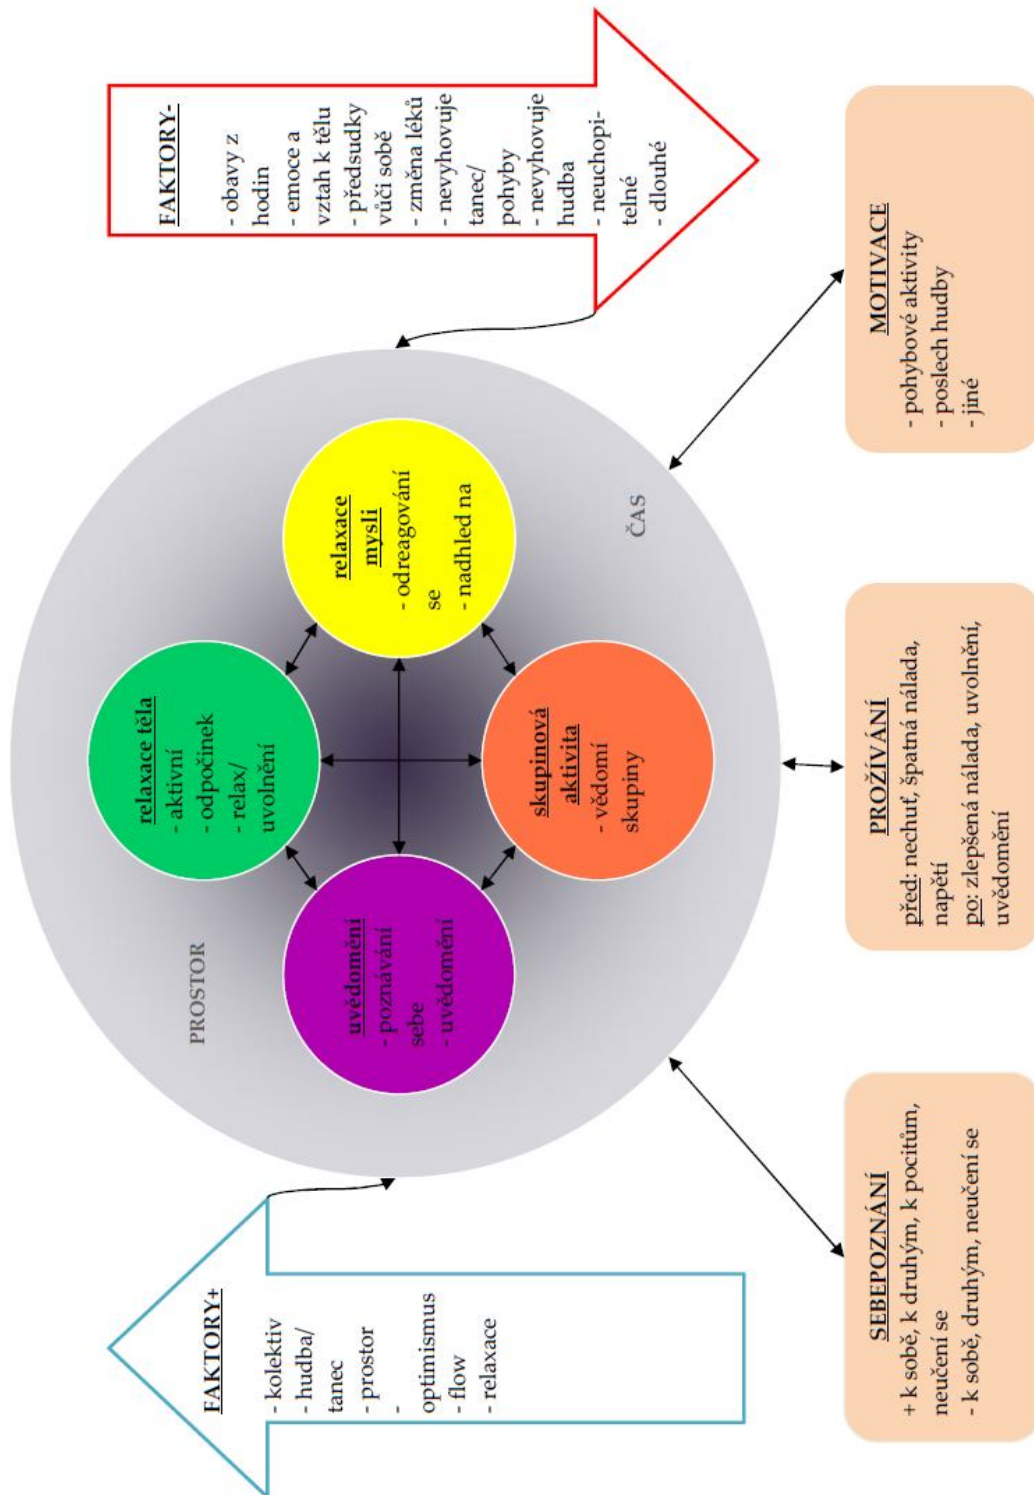 FAKTORY+
- kolektiv
- hudba/
tanec
- prostor
-
optimismus
- flow
- relaxace
PROSTOR
relaxace těla
- aktivní
- odpočinek
- relax/
uvolnění
uvědomění
- poznávání
sebe
- uvědomění
relaxace
mysli
- odreagování
se
- nadhled na
skupinová
aktivita
- vědomí
skupiny
ČAS
FAKTORY-
- obavy z
hodin
- emoce a
vztah k tělu
- předsudky
vůči sobě
- změna léků
- nevyhovuje
tanec/
pohyby
- nevyhovuje
hudba
- neuchopi-
telné
- dlouhé
SEBEPOZNÁNÍ
+ k sobě, k druhým, k pocitům,
neučení se
- k sobě, druhým, neučení se
PROŽÍVÁNÍ
před: nechuť, špatná nálada,
napětí
po: zlepšená nálada, uvolnění,
uvědomění
MOTIVACE
- pohybové aktivity
- poslech hudby
- jiné